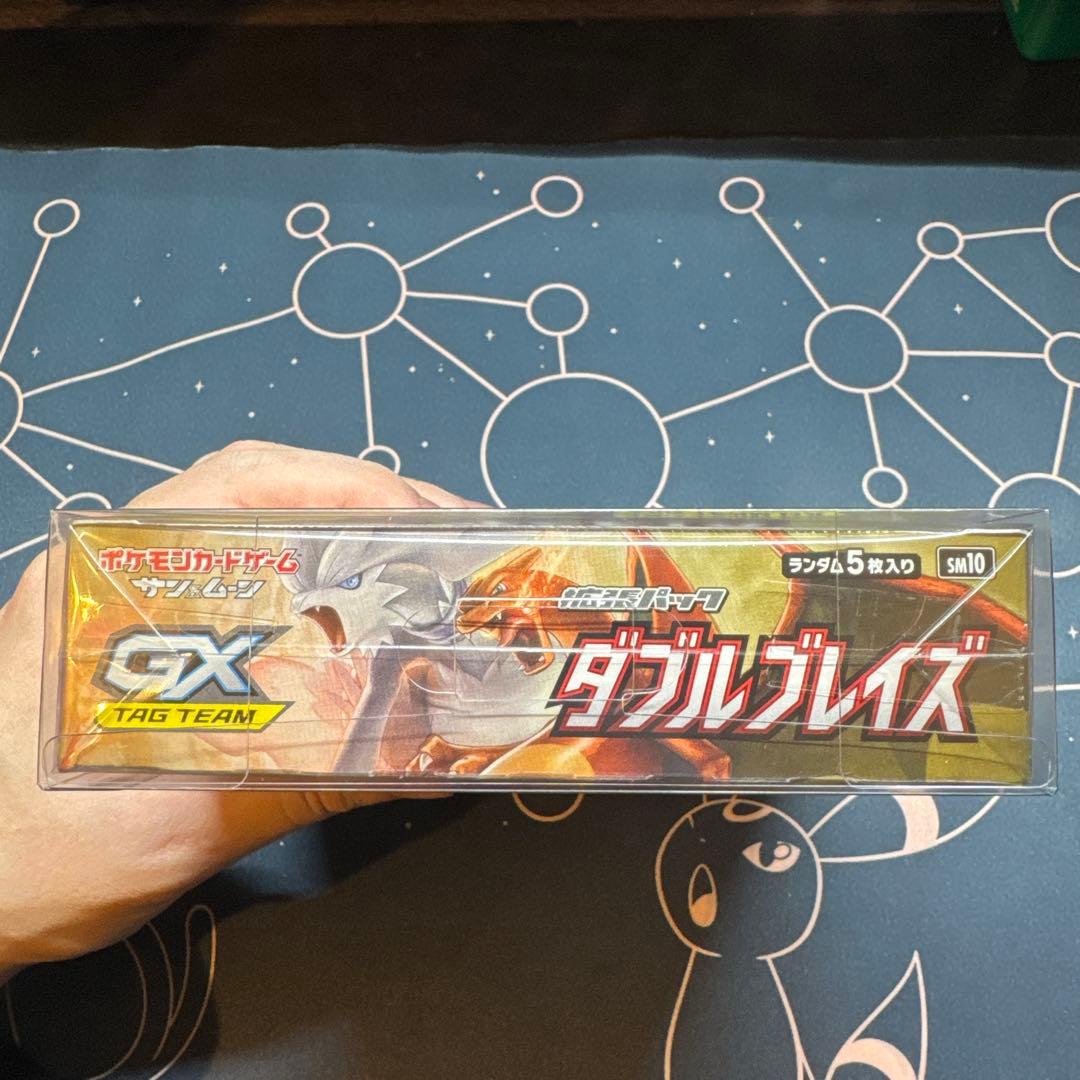 ポケモンカードゲーム
サン&ムーン
GX
TAG TEAM
拡張パック
ダブルブレイズ
ランダム5枚入り
SM10